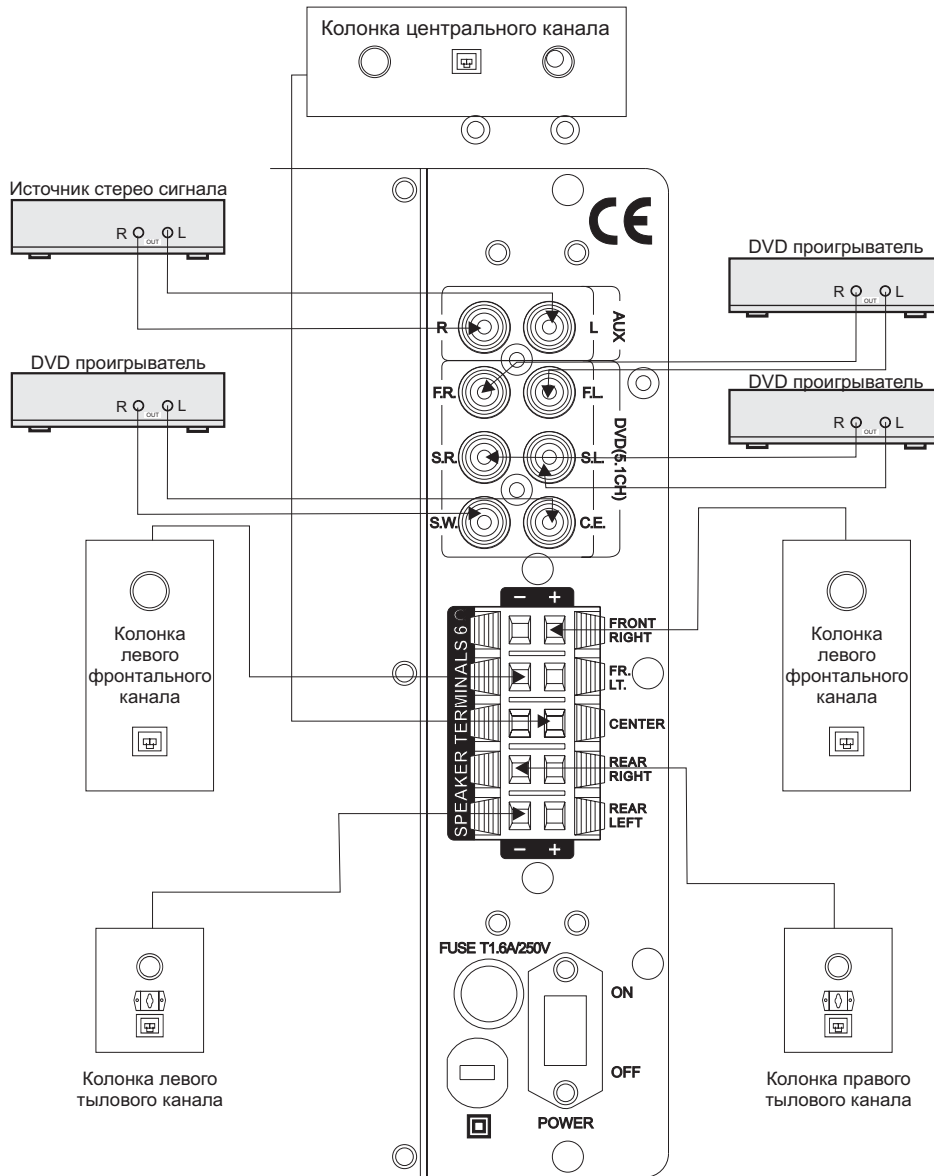 Колонка центрального канала
Источник стерео сигнала
R OUT L
CE
DVD проигрыватель
R OUT L
R L
AUX
DVD проигрыватель
R OUT L
DVD проигрыватель
R OUT L
F.R. F.L.
S.R. S.L.
S.W. C.E.
DVD(5.1CH)
Колонка
левого
фронтального
канала
Колонка
левого
фронтального
канала
SPEAKER TERMINALS 6
− +
FRONT
RIGHT
FR.
LT.
CENTER
REAR
RIGHT
REAR
LEFT
− +
FUSE T1.6A/250V
ON
OFF
POWER
Колонка левого
тылового канала
Колонка правого
тылового канала